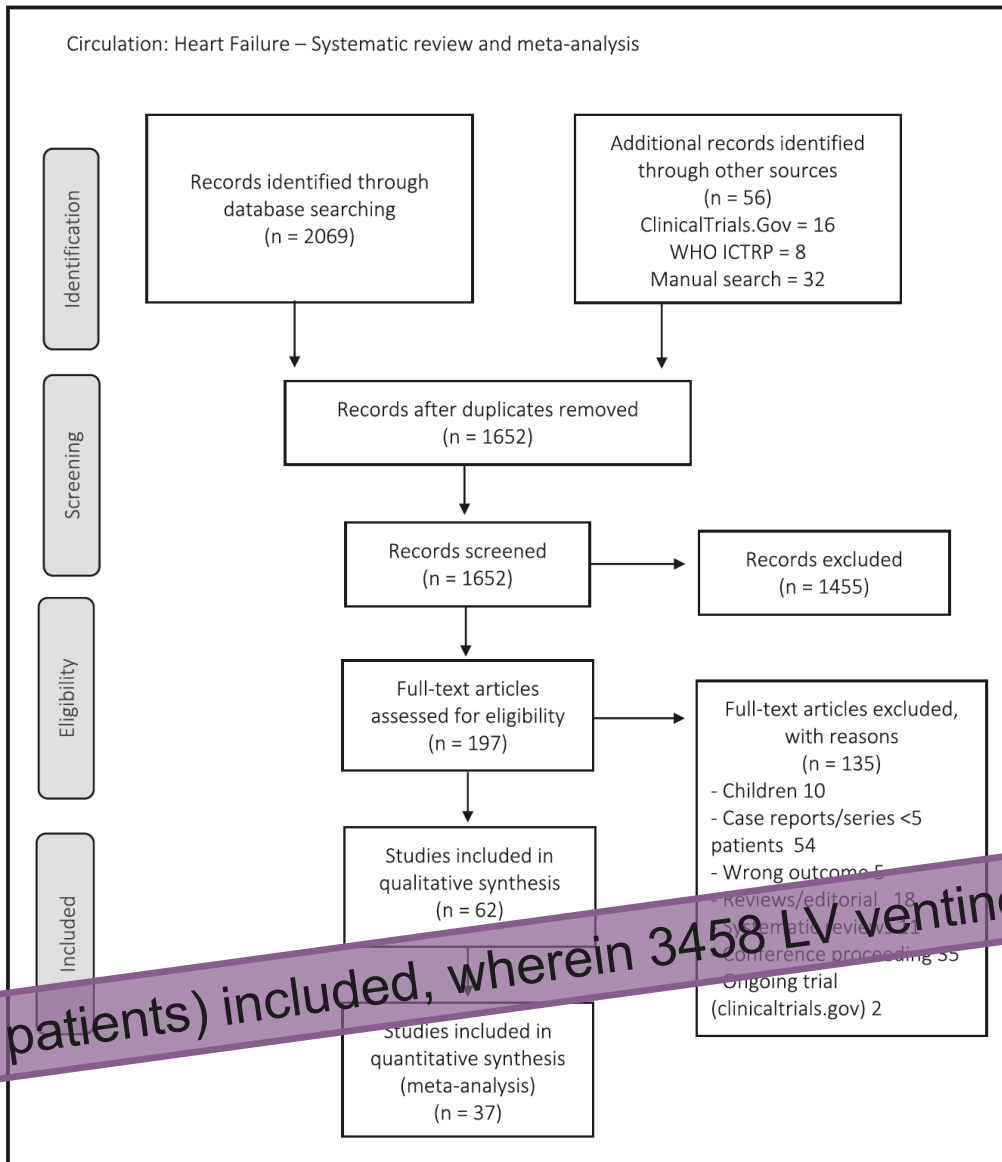 Circulation: Heart Failure – Systematic review and meta-analysis
Identification
Records identified through
database searching
(n = 2069)
Additional records identified
through other sources
(n = 56)
ClinicalTrials.Gov = 16
WHO ICTRP = 8
Manual search = 32
Screening
Records after duplicates removed
(n = 1652)
Records screened
(n = 1652)
Records excluded
(n = 1455)
Eligibility
Full-text articles
assessed for eligibility
(n = 197)
Full-text articles excluded,
with reasons
(n = 135)
- Children 10
- Case reports/series <5
patients 54
- Wrong outcome 5
- Reviews/editorial 18
- Systematic reviews 11
- Conference proceeding 35
- Ongoing trial
(clinicaltrials.gov) 2
Included
Studies included in
qualitative synthesis
(n = 62)
patients) included, wherein 3458 LV venting
Studies included in
quantitative synthesis
(meta-analysis)
(n = 37)